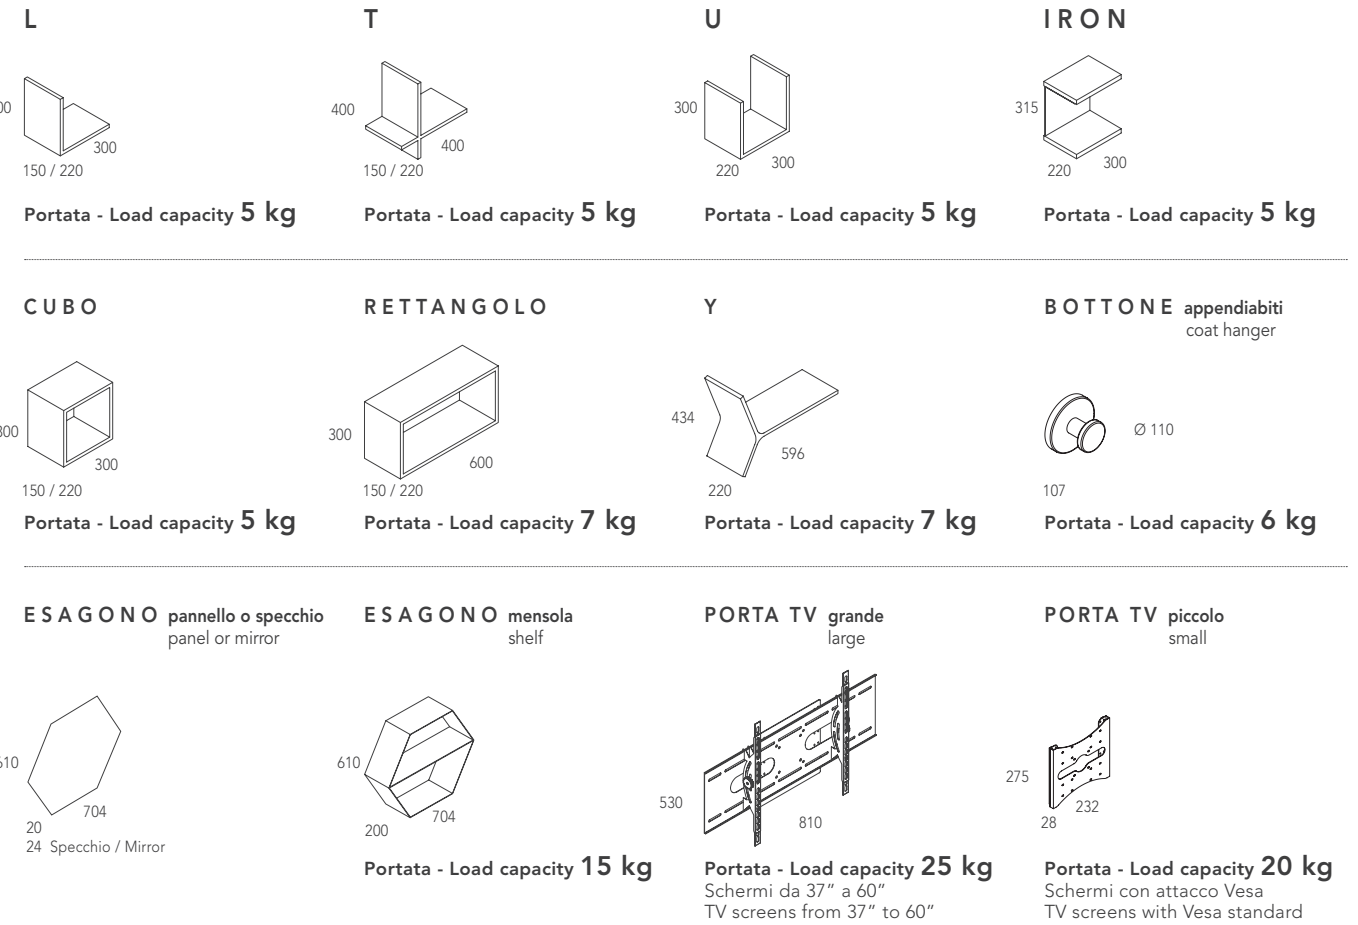 L
T
U
IRON
400
300
315
300
400
300
300
150 / 220
150 / 220
220
220
Portata - Load capacity 5 kg
Portata - Load capacity 5 kg
Portata - Load capacity 5 kg
Portata - Load capacity 5 kg
CUBO
RETTANGOLO
Y
BOTTONE appendiabiti
coat hanger
300
434
Ø 110
300
600
596
150 / 220
150 / 220
220
107
Portata - Load capacity 5 kg
Portata - Load capacity 7 kg
Portata - Load capacity 7 kg
Portata - Load capacity 6 kg
ESAGONO pannello o specchio
panel or mirror
ESAGONO mensola
shelf
PORTA TV grande
large
PORTA TV piccolo
small
610
530
275
704
20
24 Specchio / Mirror
704
200
810
232
28
Portata - Load capacity 15 kg
Portata - Load capacity 25 kg
Schermi da 37” a 60”
TV screens from 37” to 60”
Portata - Load capacity 20 kg
Schermi con attacco Vesa
TV screens with Vesa standard